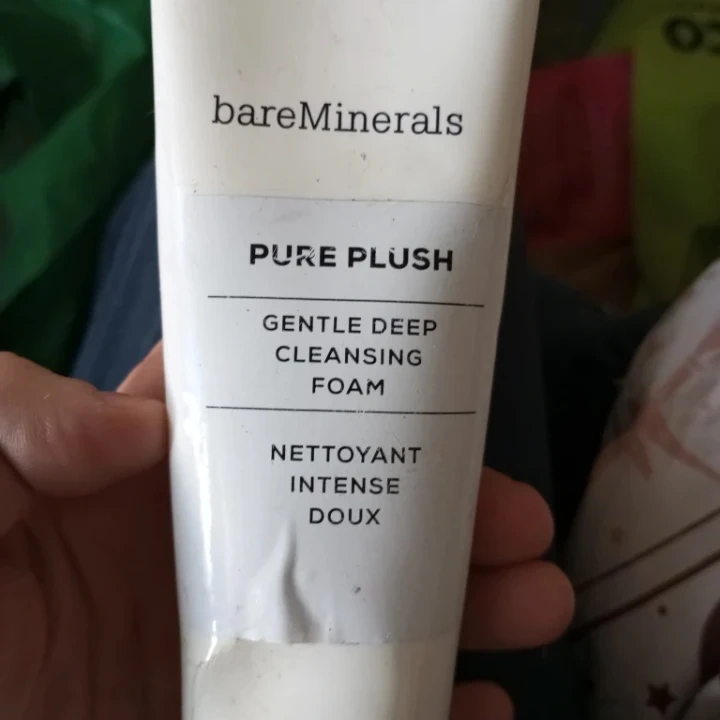 bareMinerals
PURE PLUSH
GENTLE DEEP
CLEANSING
FOAM
NETTOYANT
INTENSE
DOUX